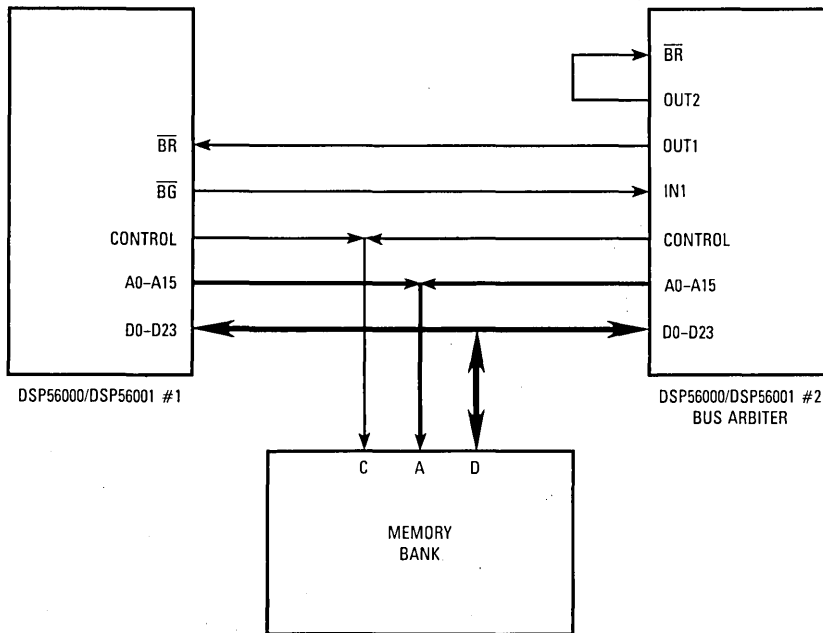 BR
OUT2
BR
OUT1
BG
IN1
CONTROL
CONTROL
A0–A15
A0–A15
D0–D23
D0–D23
DSP56000/DSP56001 #1
DSP56000/DSP56001 #2
BUS ARBITER
C A D
MEMORY
BANK